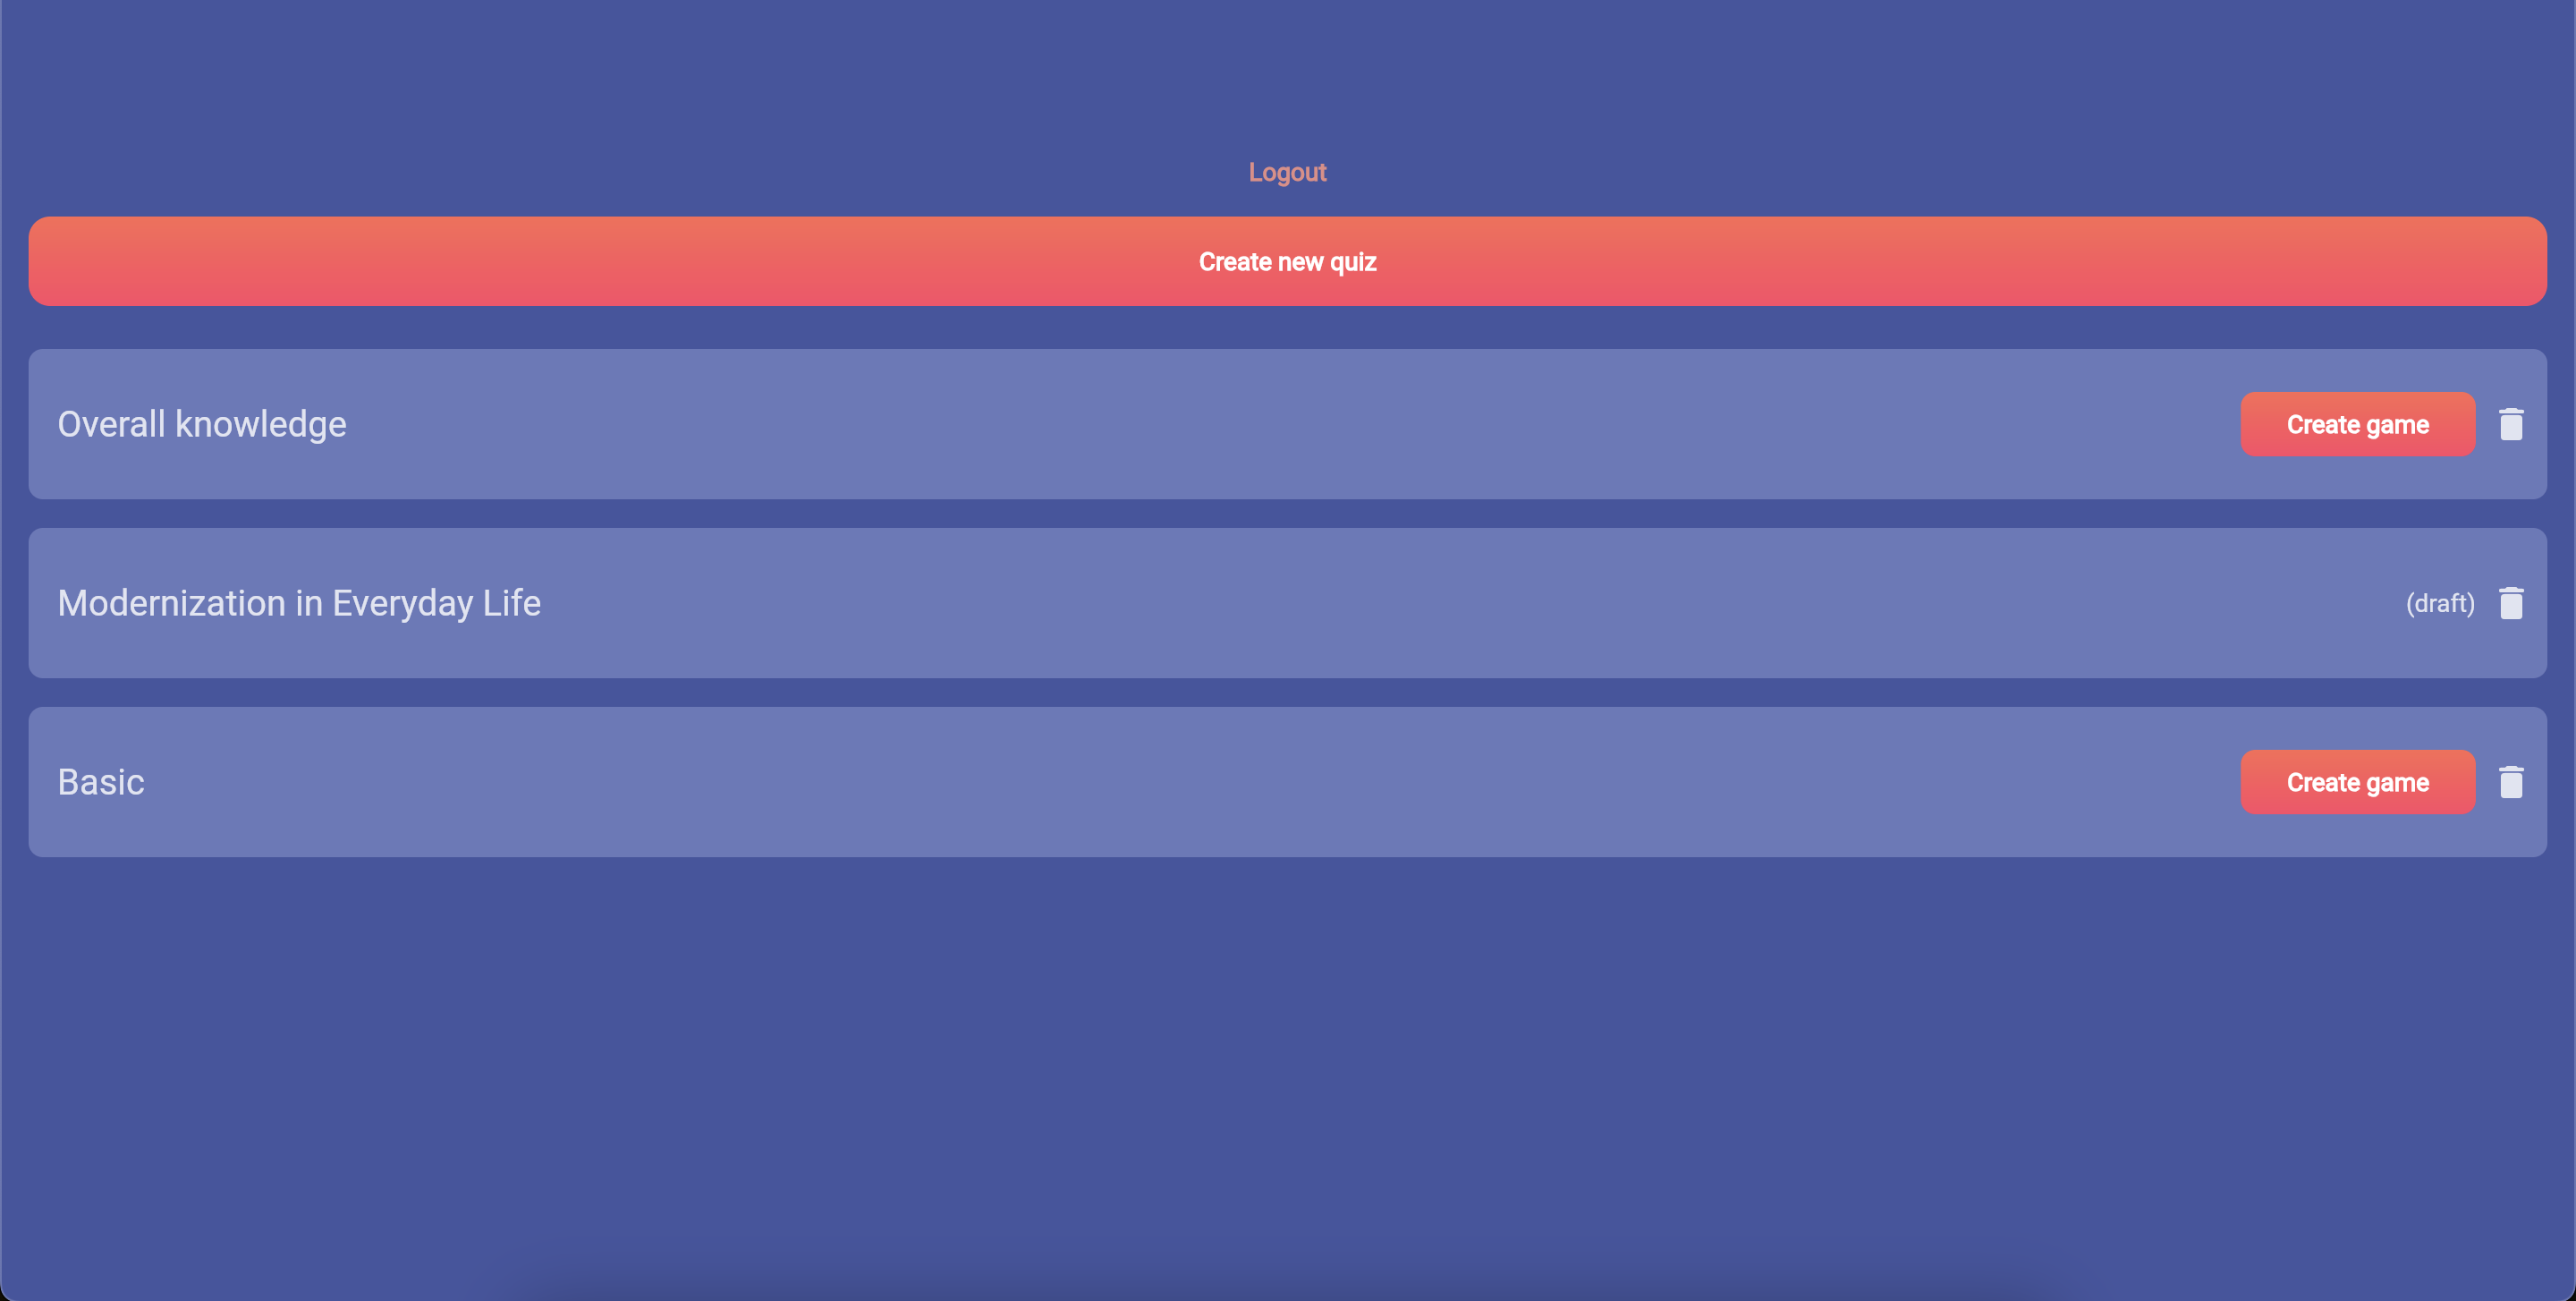 Logout
Create new quiz
Overall knowledge
Create game
Modernization in Everyday Life
(draft)
Basic
Create game